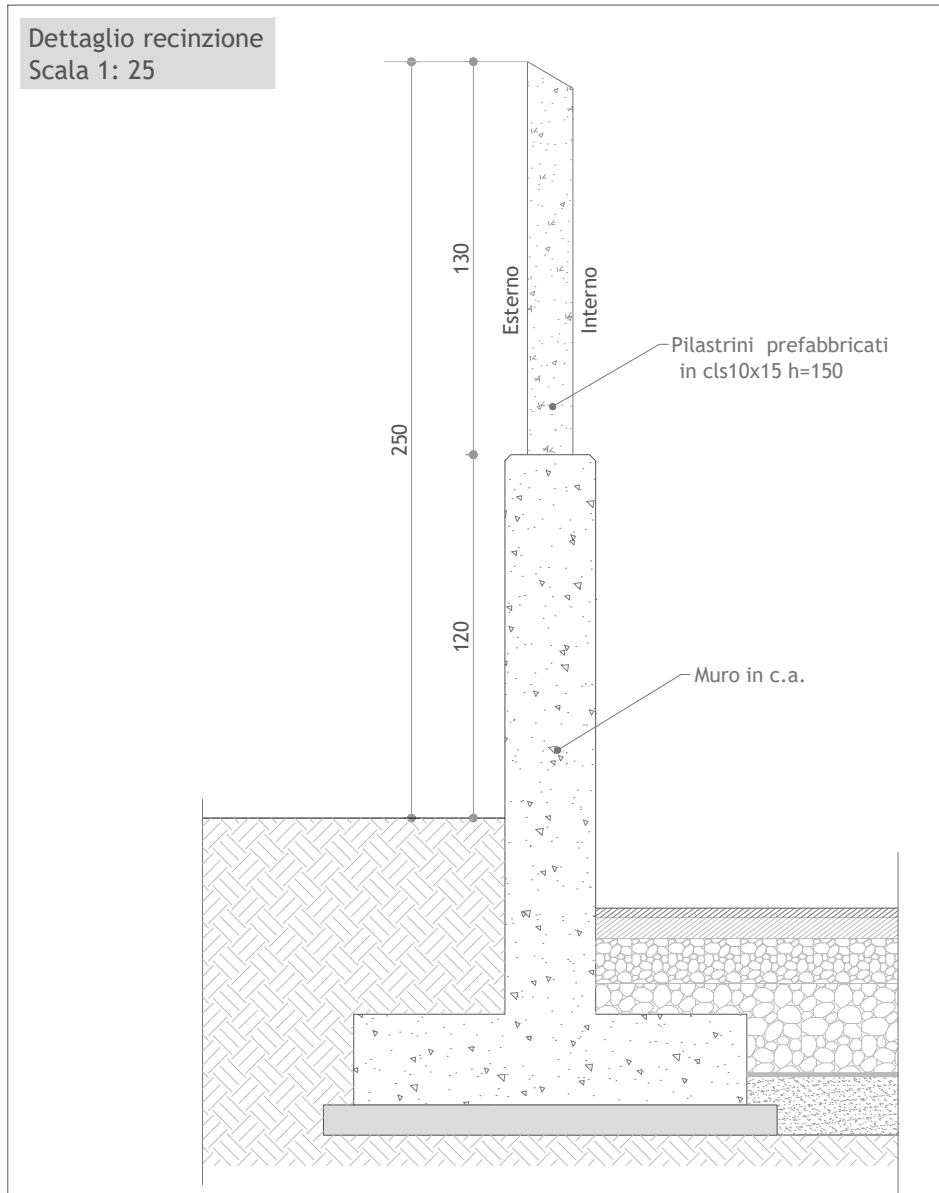 Dettaglio recinzione
Scala 1: 25
130
Esterno
Interno
Pilastrini prefabbricati
in cls10x15 h=150
250
120
Muro in c.a.